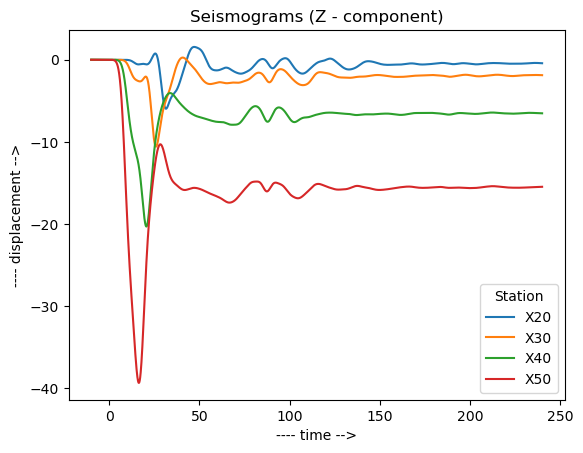 Seismograms (Z - component)
---- displacement -->
0
−10
−20
−30
−40
0
50
100
150
200
250
---- time -->
Station
X20
X30
X40
X50